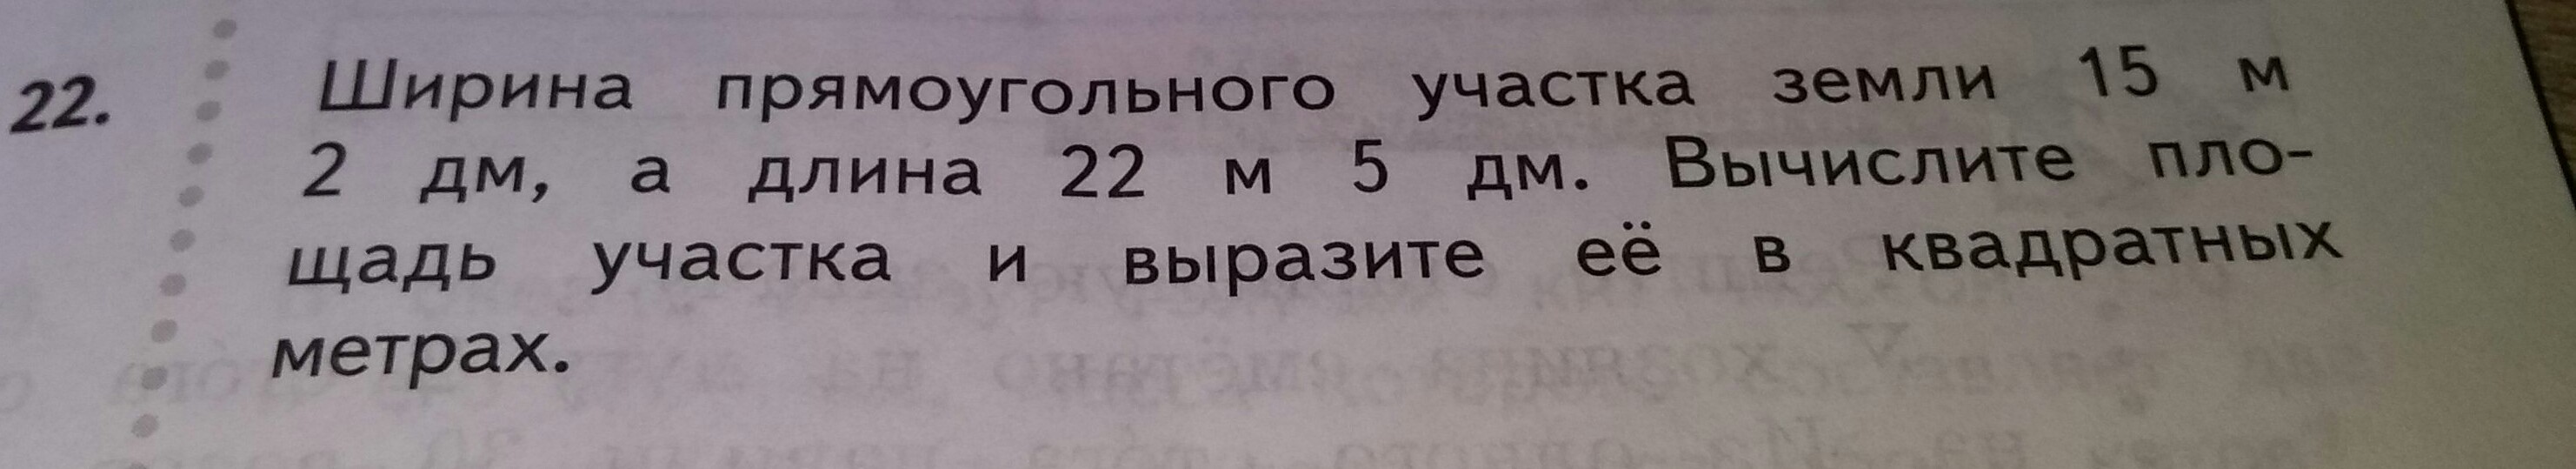 22. Ширина прямоугольного участка земли 15 м
2 дм, а длина 22 м 5 дм. Вычислите пло-
щадь участка и выразите её в квадратных
метрах.